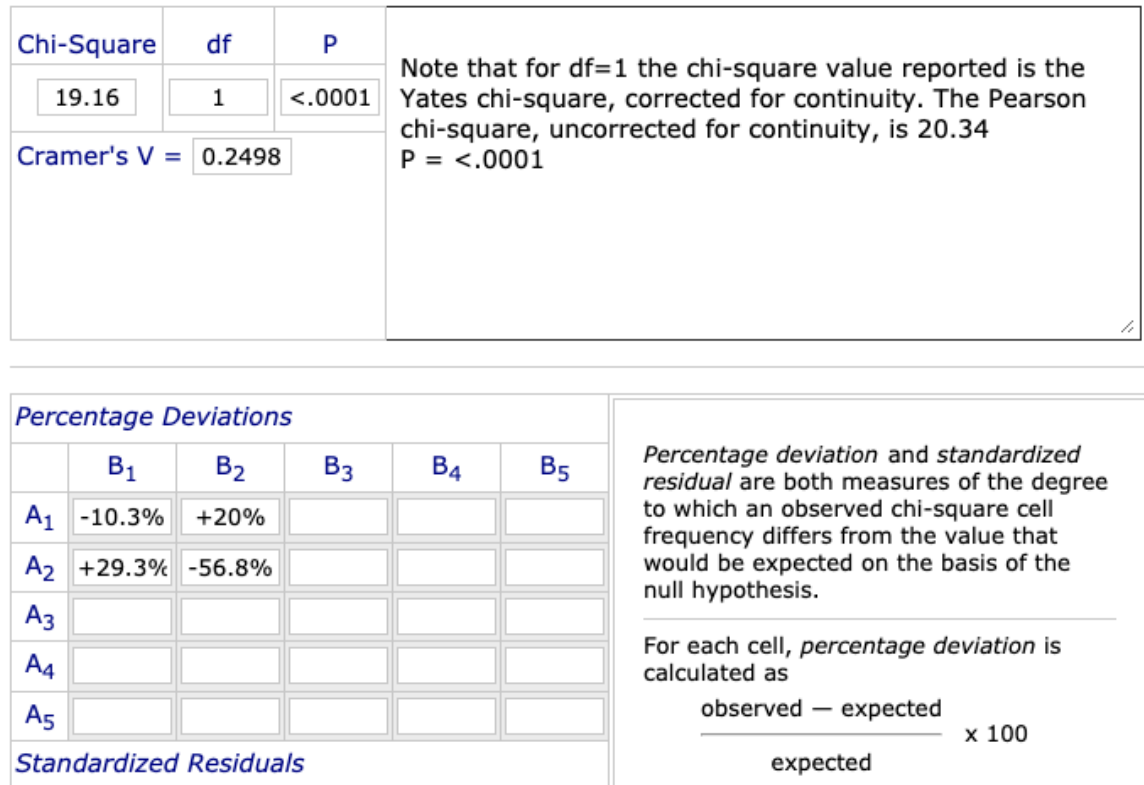 Chi-Square df P
19.16 1 <.0001
Cramer's V = 0.2498
Note that for df=1 the chi-square value reported is the
Yates chi-square, corrected for continuity. The Pearson
chi-square, uncorrected for continuity, is 20.34
P = <.0001
Percentage Deviations
B1 B2 B3 B4 B5
A1 -10.3% +20%
A2 +29.3% -56.8%
A3
A4
A5
Standardized Residuals
Percentage deviation and standardized
residual are both measures of the degree
to which an observed chi-square cell
frequency differs from the value that
would be expected on the basis of the
null hypothesis.
For each cell, percentage deviation is
calculated as
observed — expected
x 100
expected